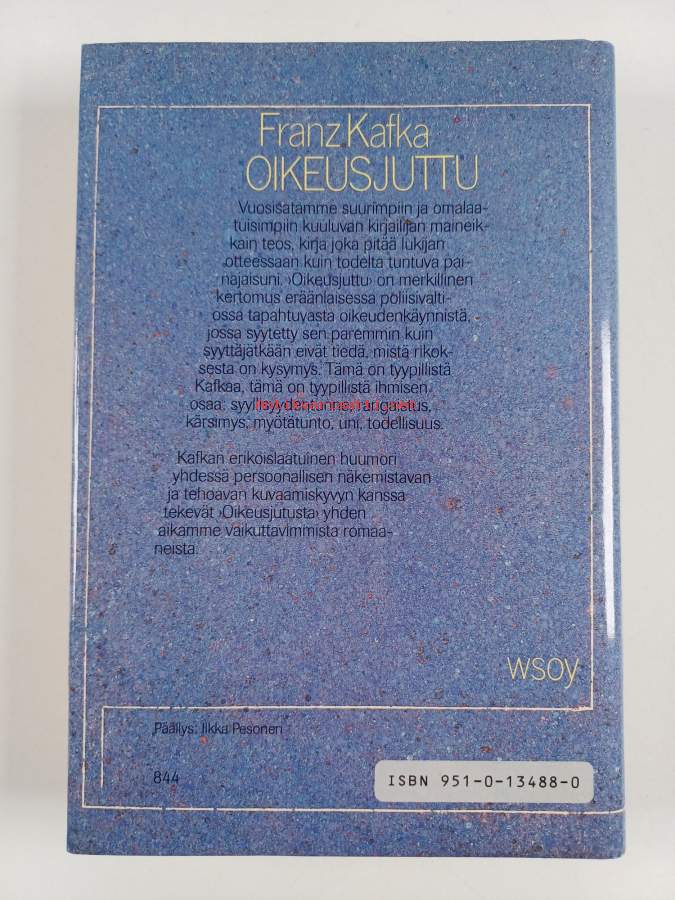 Franz Kafka
OIKEUSJUTTU
Vuosisatamme suurimpiin ja omalaa-
tuisimpiin kuuluvan kirjailijan maineik-
kain teos, kirja joka pitää lukijan
otteessaan kuin todelta tuntuva pai-
najaisuni. ›Oikeusjuttu› on merkillinen
kertomus eräänlaisessa poliisivalti-
ossa tapahtuvasta oikeudenkäynnistä,
jossa syytetty sen paremmin kuin
syyttäjätkään eivät tiedä, mistä rikok-
sesta on kysymys. Tämä on tyypillistä
Kafkaa, tämä on tyypillistä ihmisen
osaa: syyllisyydentunne, rangaistus,
kärsimys, myötätunto, uni, todellisuus.
Kafkan erikoislaatuinen huumori
yhdessä persoonallisen näkemistavan
ja tehoavan kuvaamiskyvyn kanssa
tekevät ›Oikeusjutusta› yhden
aikamme vaikuttavimmista romaa-
neista.
wsoy
Päällys: Ilkka Pesonen
844
ISBN 951-0-13488-0